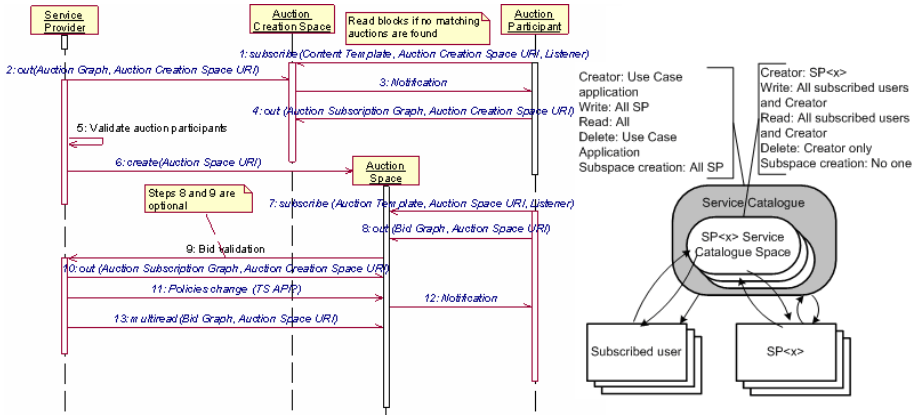 Service
Provider
Auction
Creation Space
Read blocks if no matching
auctions are found
Auction
Participant
1: subscribe (Content Template, Auction Creation Space URI, Listener)
2: out(Auction Graph, Auction Creation Space URI)
3: Notification
4: out (Auction Subscription Graph, Auction Creation Space URI)
5: Validate auction participants
6: create(Auction Space URI)
Auction
Space
Steps 8 and 9 are
optional
7: subscribe (Auction Template, Auction Space URI, Listener)
8: out (Bid Graph, Auction Space URI)
9: Bid validation
10: out (Auction Subscription Graph, Auction Creation Space URI)
11: Policies change (TS API?)
12: Notification
13: multiread(Bid Graph, Auction Space URI)
Creator: Use Case
application
Write: All SP
Read: All
Delete: Use Case
Application
Subspace creation: All SP
Creator: SP<x>
Write: All subscribed users
and Creator
Read: All subscribed users
and Creator
Delete: Creator only
Subspace creation: No one
Service Catalogue
SP<x> Service
Catalogue Space
Subscribed user
SP<x>